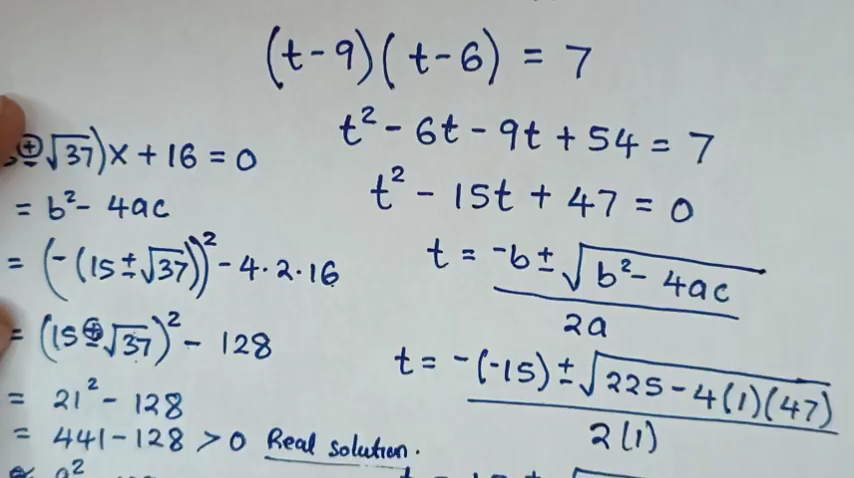 (t-9)(t-6) = 7
t² - 6t - 9t + 54 = 7
t² - 15t + 47 = 0
t = -b ± √b² - 4ac
2a
t = -(-15) ± √225 - 4(1)(47)
2(1)
± √37)x + 16 = 0
= b² - 4ac
= (-(15 ± √37))² - 4·2·16
= (15 ± √37)² - 128
= 21² - 128
= 441 - 128 > 0 Real solution.